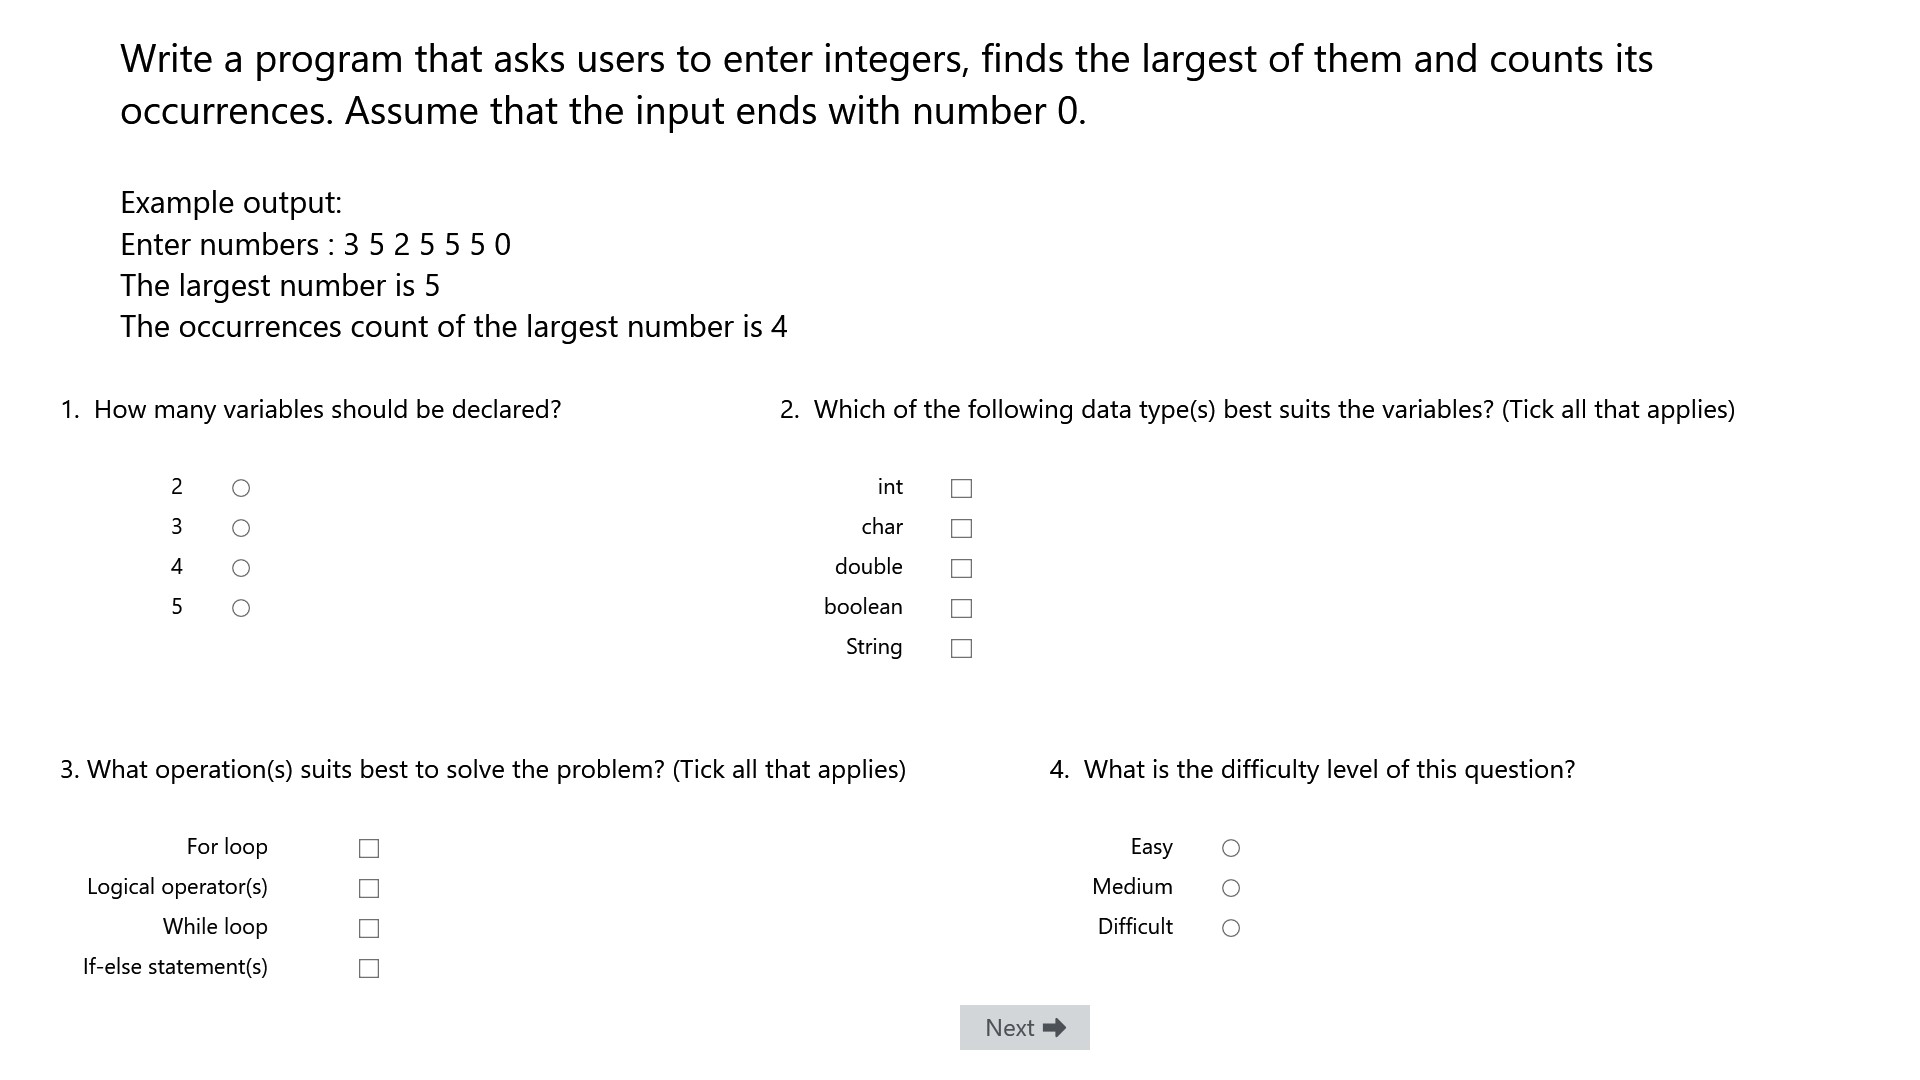 Write a program that asks users to enter integers, finds the largest of them and counts its
occurrences. Assume that the input ends with number 0.
Example output:
Enter numbers : 3 5 2 5 5 5 0
The largest number is 5
The occurrences count of the largest number is 4
1. How many variables should be declared?
2
3
4
5
2. Which of the following data type(s) best suits the variables? (Tick all that applies)
int
char
double
boolean
String
3. What operation(s) suits best to solve the problem? (Tick all that applies)
For loop
Logical operator(s)
While loop
If-else statement(s)
4. What is the difficulty level of this question?
Easy
Medium
Difficult
Next